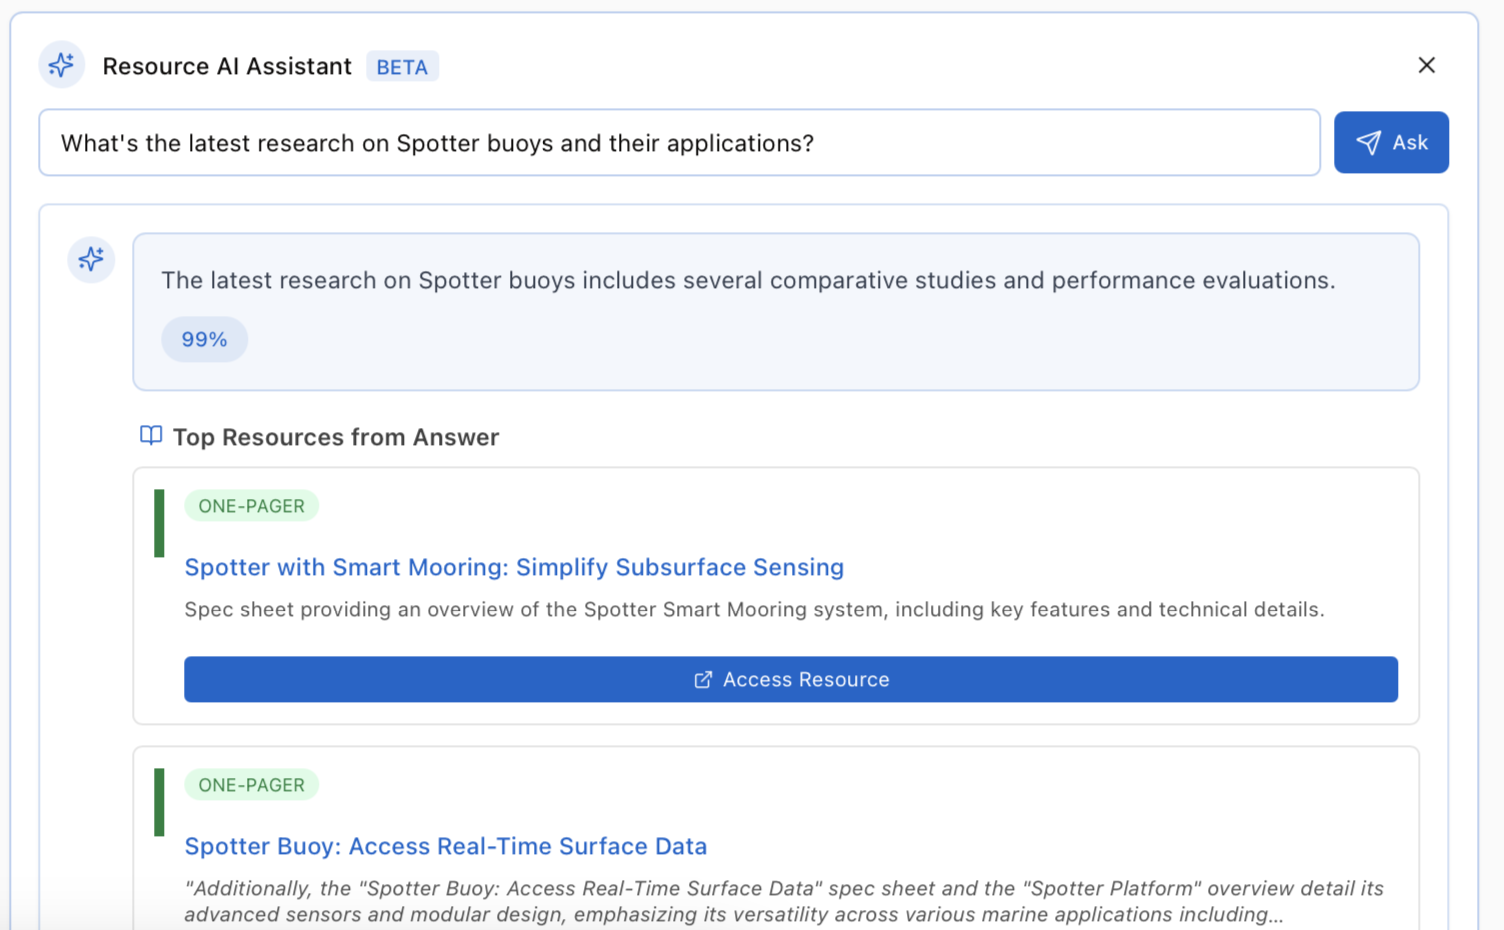 Resource AI Assistant BETA
What's the latest research on Spotter buoys and their applications?
Ask
The latest research on Spotter buoys includes several comparative studies and performance evaluations.
99%
Top Resources from Answer
ONE-PAGER
Spotter with Smart Mooring: Simplify Subsurface Sensing
Spec sheet providing an overview of the Spotter Smart Mooring system, including key features and technical details.
Access Resource
ONE-PAGER
Spotter Buoy: Access Real-Time Surface Data
"Additionally, the "Spotter Buoy: Access Real-Time Surface Data" spec sheet and the "Spotter Platform" overview detail its
advanced sensors and modular design, emphasizing its versatility across various marine applications including...